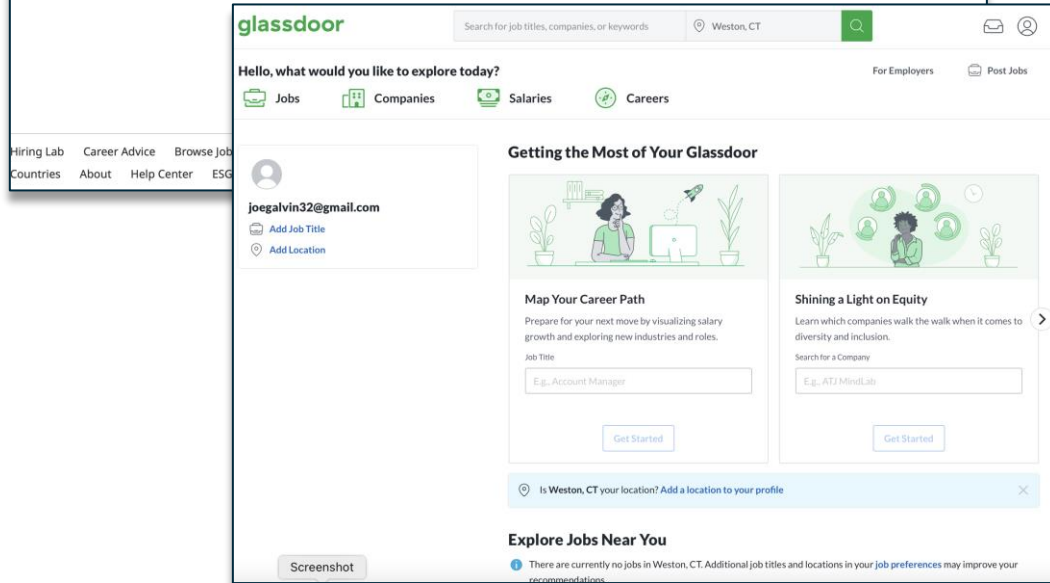 Hiring Lab Career Advice Browse Job
Countries About Help Center ESG
glassdoor
Search for job titles, companies, or keywords Weston, CT
Hello, what would you like to explore today?
For Employers Post Jobs
Jobs Companies Salaries Careers
joegalvin32@gmail.com
Add Job Title
Add Location
Getting the Most of Your Glassdoor
Map Your Career Path
Prepare for your next move by visualizing salary
growth and exploring new industries and roles.
Job Title
E.g., Account Manager
Get Started
Shining a Light on Equity
Learn which companies walk the walk when it comes to
diversity and inclusion.
Search for a Company
E.g., ATJ MindLab
Get Started
Is Weston, CT your location? Add a location to your profile
Explore Jobs Near You
There are currently no jobs in Weston, CT. Additional job titles and locations in your job preferences may improve your
recommendations
Screenshot